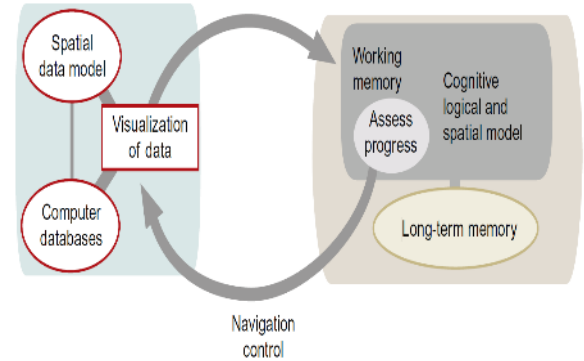 Spatial
data model
Visualization
of data
Computer
databases
Working
memory
Assess
progress
Cognitive
logical and
spatial model
Long-term memory
Navigation
control